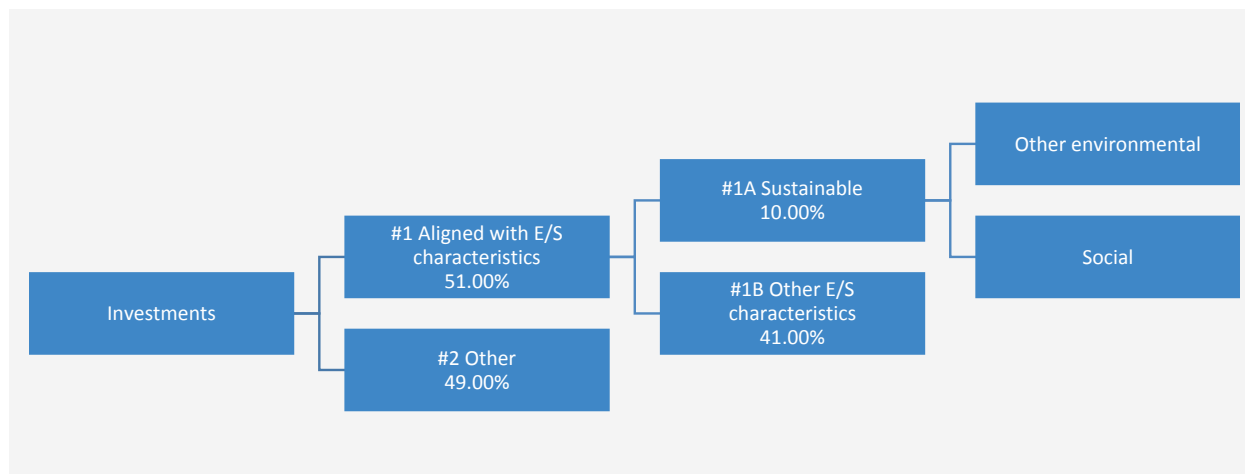 Investments
#1 Aligned with E/S
characteristics
51.00%
#2 Other
49.00%
#1A Sustainable
10.00%
#1B Other E/S
characteristics
41.00%
Other environmental
Social